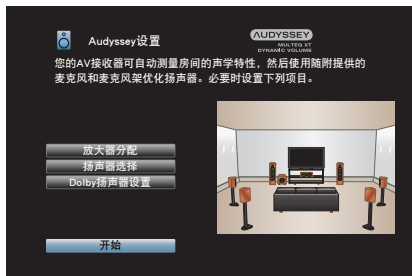 Audyssey设置
AUDYSSEY
MULTEQ XT
DYNAMIC VOLUME
您的AV接收器可自动测量房间的声学特性，然后使用随附提供的
麦克风和麦克风架优化扬声器。必要时设置下列项目。
放大器分配
扬声器选择
Dolby扬声器设置
开始